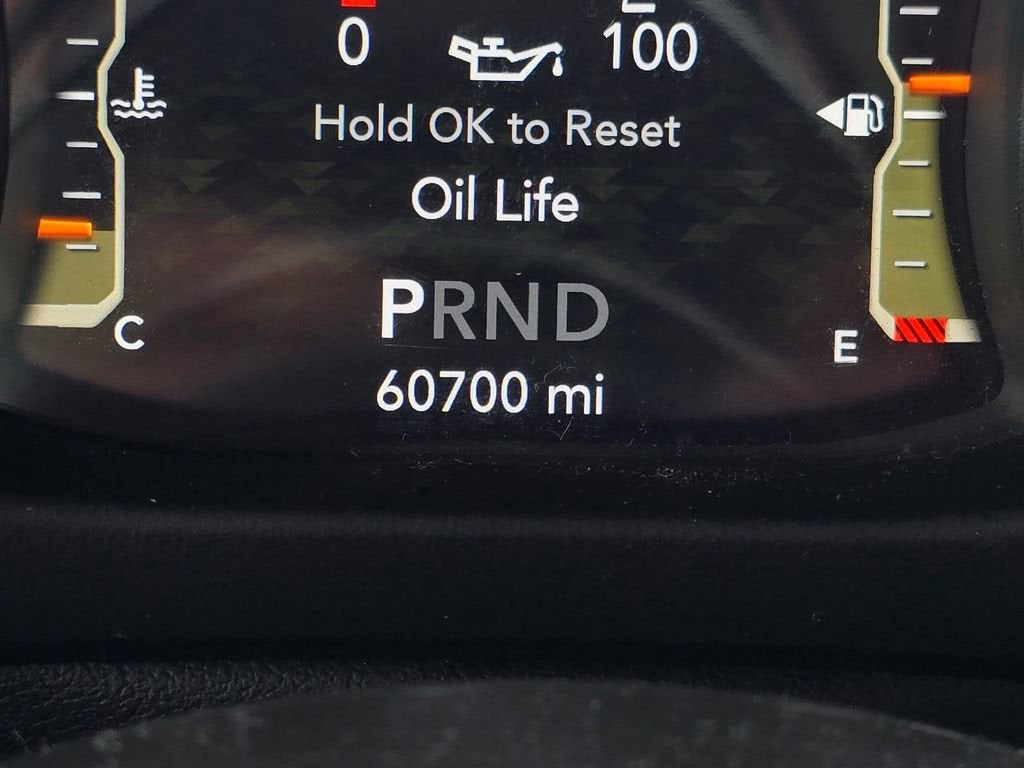 0 100
Hold OK to Reset
Oil Life
PRND
C E
60700 mi